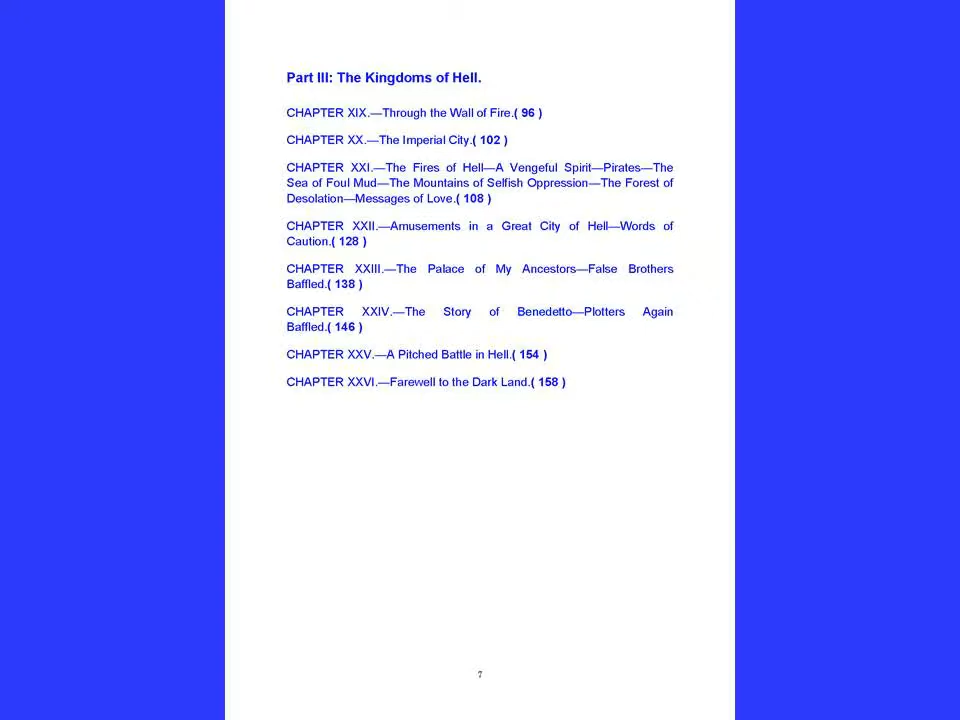 Part III: The Kingdoms of Hell.
CHAPTER XIX.—Through the Wall of Fire.( 96 )
CHAPTER XX.—The Imperial City.( 102 )
CHAPTER XXI.—The Fires of Hell—A Vengeful Spirit—Pirates—The
Sea of Foul Mud—The Mountains of Selfish Oppression—The Forest of
Desolation—Messages of Love.( 108 )
CHAPTER XXII.—Amusements in a Great City of Hell—Words of
Caution.( 128 )
CHAPTER XXIII.—The Palace of My Ancestors—False Brothers
Baffled.( 138 )
CHAPTER XXIV.—The Story of Benedetto—Plotters Again
Baffled.( 146 )
CHAPTER XXV.—A Pitched Battle in Hell.( 154 )
CHAPTER XXVI.—Farewell to the Dark Land.( 158 )
7